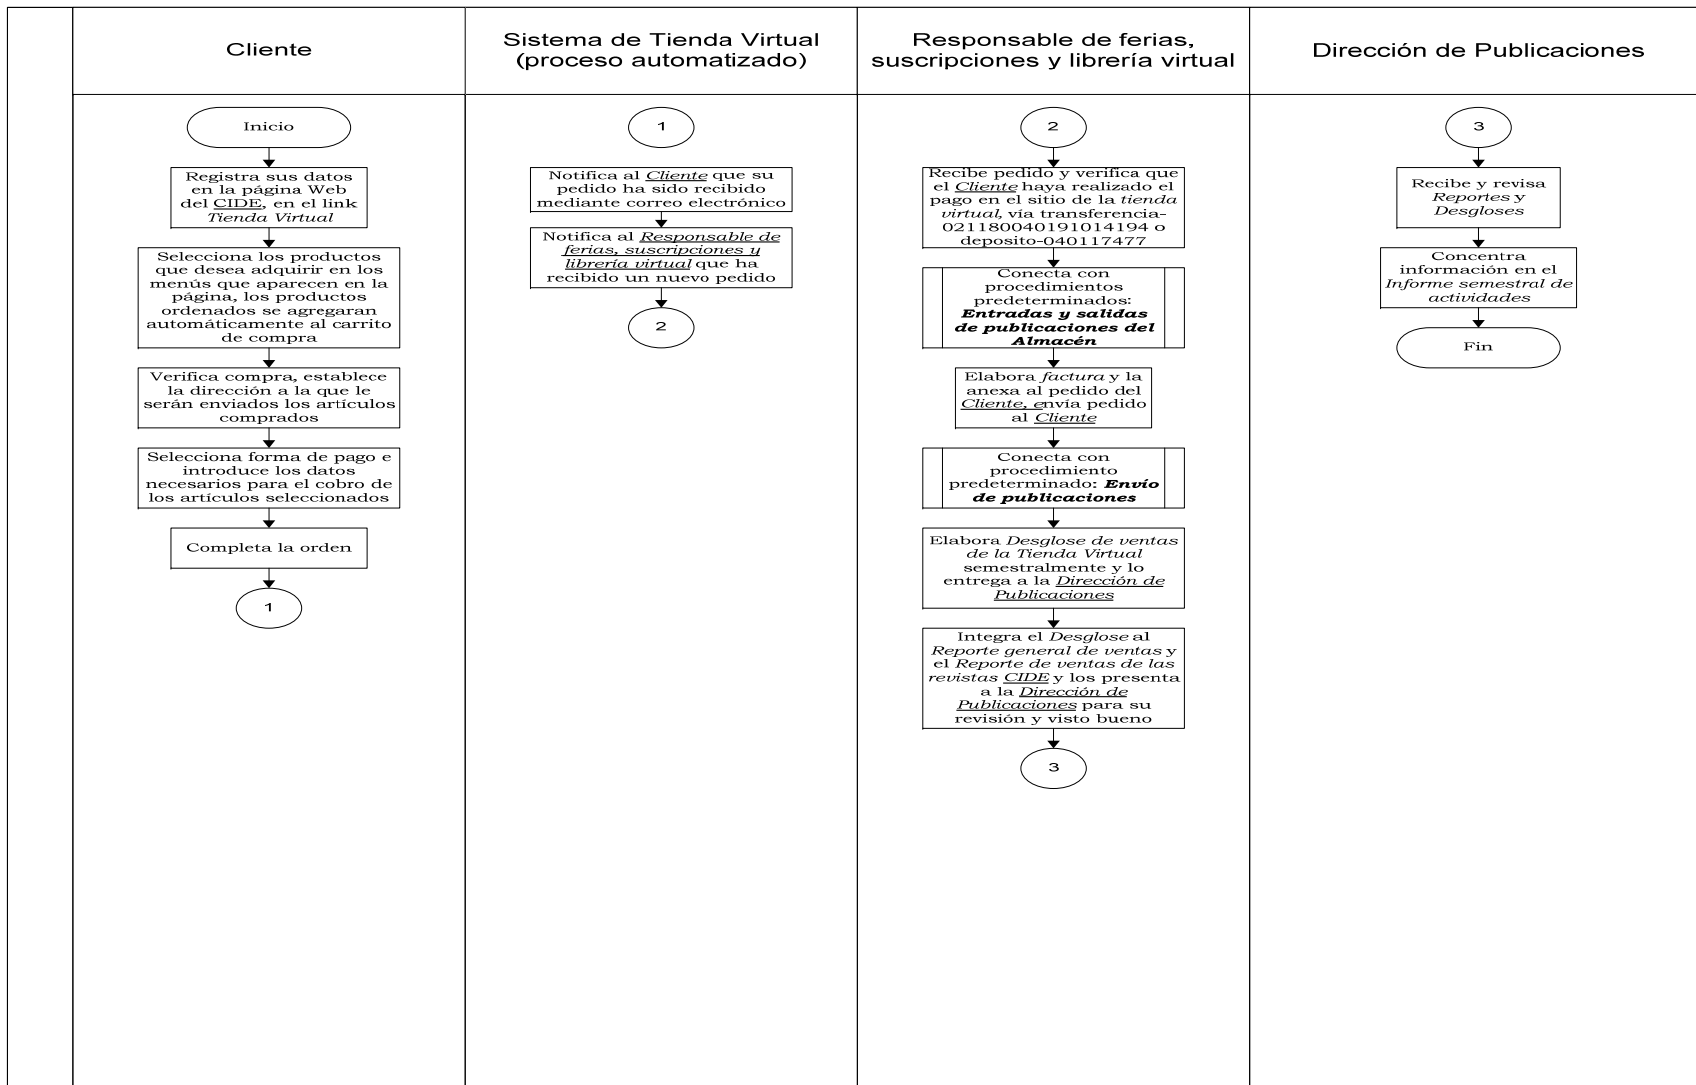 Cliente
Sistema de Tienda Virtual
(proceso automatizado)
Responsable de ferias,
suscripciones y librería virtual
Dirección de Publicaciones
Inicio
Registra sus datos
en la página Web
del CIDE, en el link
Tienda Virtual
Selecciona los productos
que desea adquirir en los
menús que aparecen en la
página, los productos
ordenados se agregaran
automáticamente al carrito
de compra
Verifica compra, establece
la dirección a la que le
serán enviados los artículos
comprados
Selecciona forma de pago e
introduce los datos
necesarios para el cobro de
los artículos seleccionados
Completa la orden
1
1
Notifica al Cliente que su
pedido ha sido recibido
mediante correo electrónico
Notifica al Responsable de
ferias, suscripciones y
librería virtual que ha
recibido un nuevo pedido
2
2
Recibe pedido y verifica que
el Cliente haya realizado el
pago en el sitio de la tienda
virtual, vía transferencia-
021180040191014194 o
deposito-040117477
Conecta con
procedimientos
predeterminados:
Entradas y salidas
de publicaciones del
Almacén
Elabora factura y la
anexa al pedido del
Cliente, envía pedido
al Cliente
Conecta con
procedimiento
predeterminado: Envío
de publicaciones
Elabora Desglose de ventas
de la Tienda Virtual
semestralmente y lo
entrega a la Dirección de
Publicaciones
Integra el Desglose al
Reporte general de ventas y
el Reporte de ventas de las
revistas CIDE y los presenta
a la Dirección de
Publicaciones para su
revisión y visto bueno
3
3
Recibe y revisa
Reportes y
Desgloses
Concentra
información en el
Informe semestral de
actividades
Fin